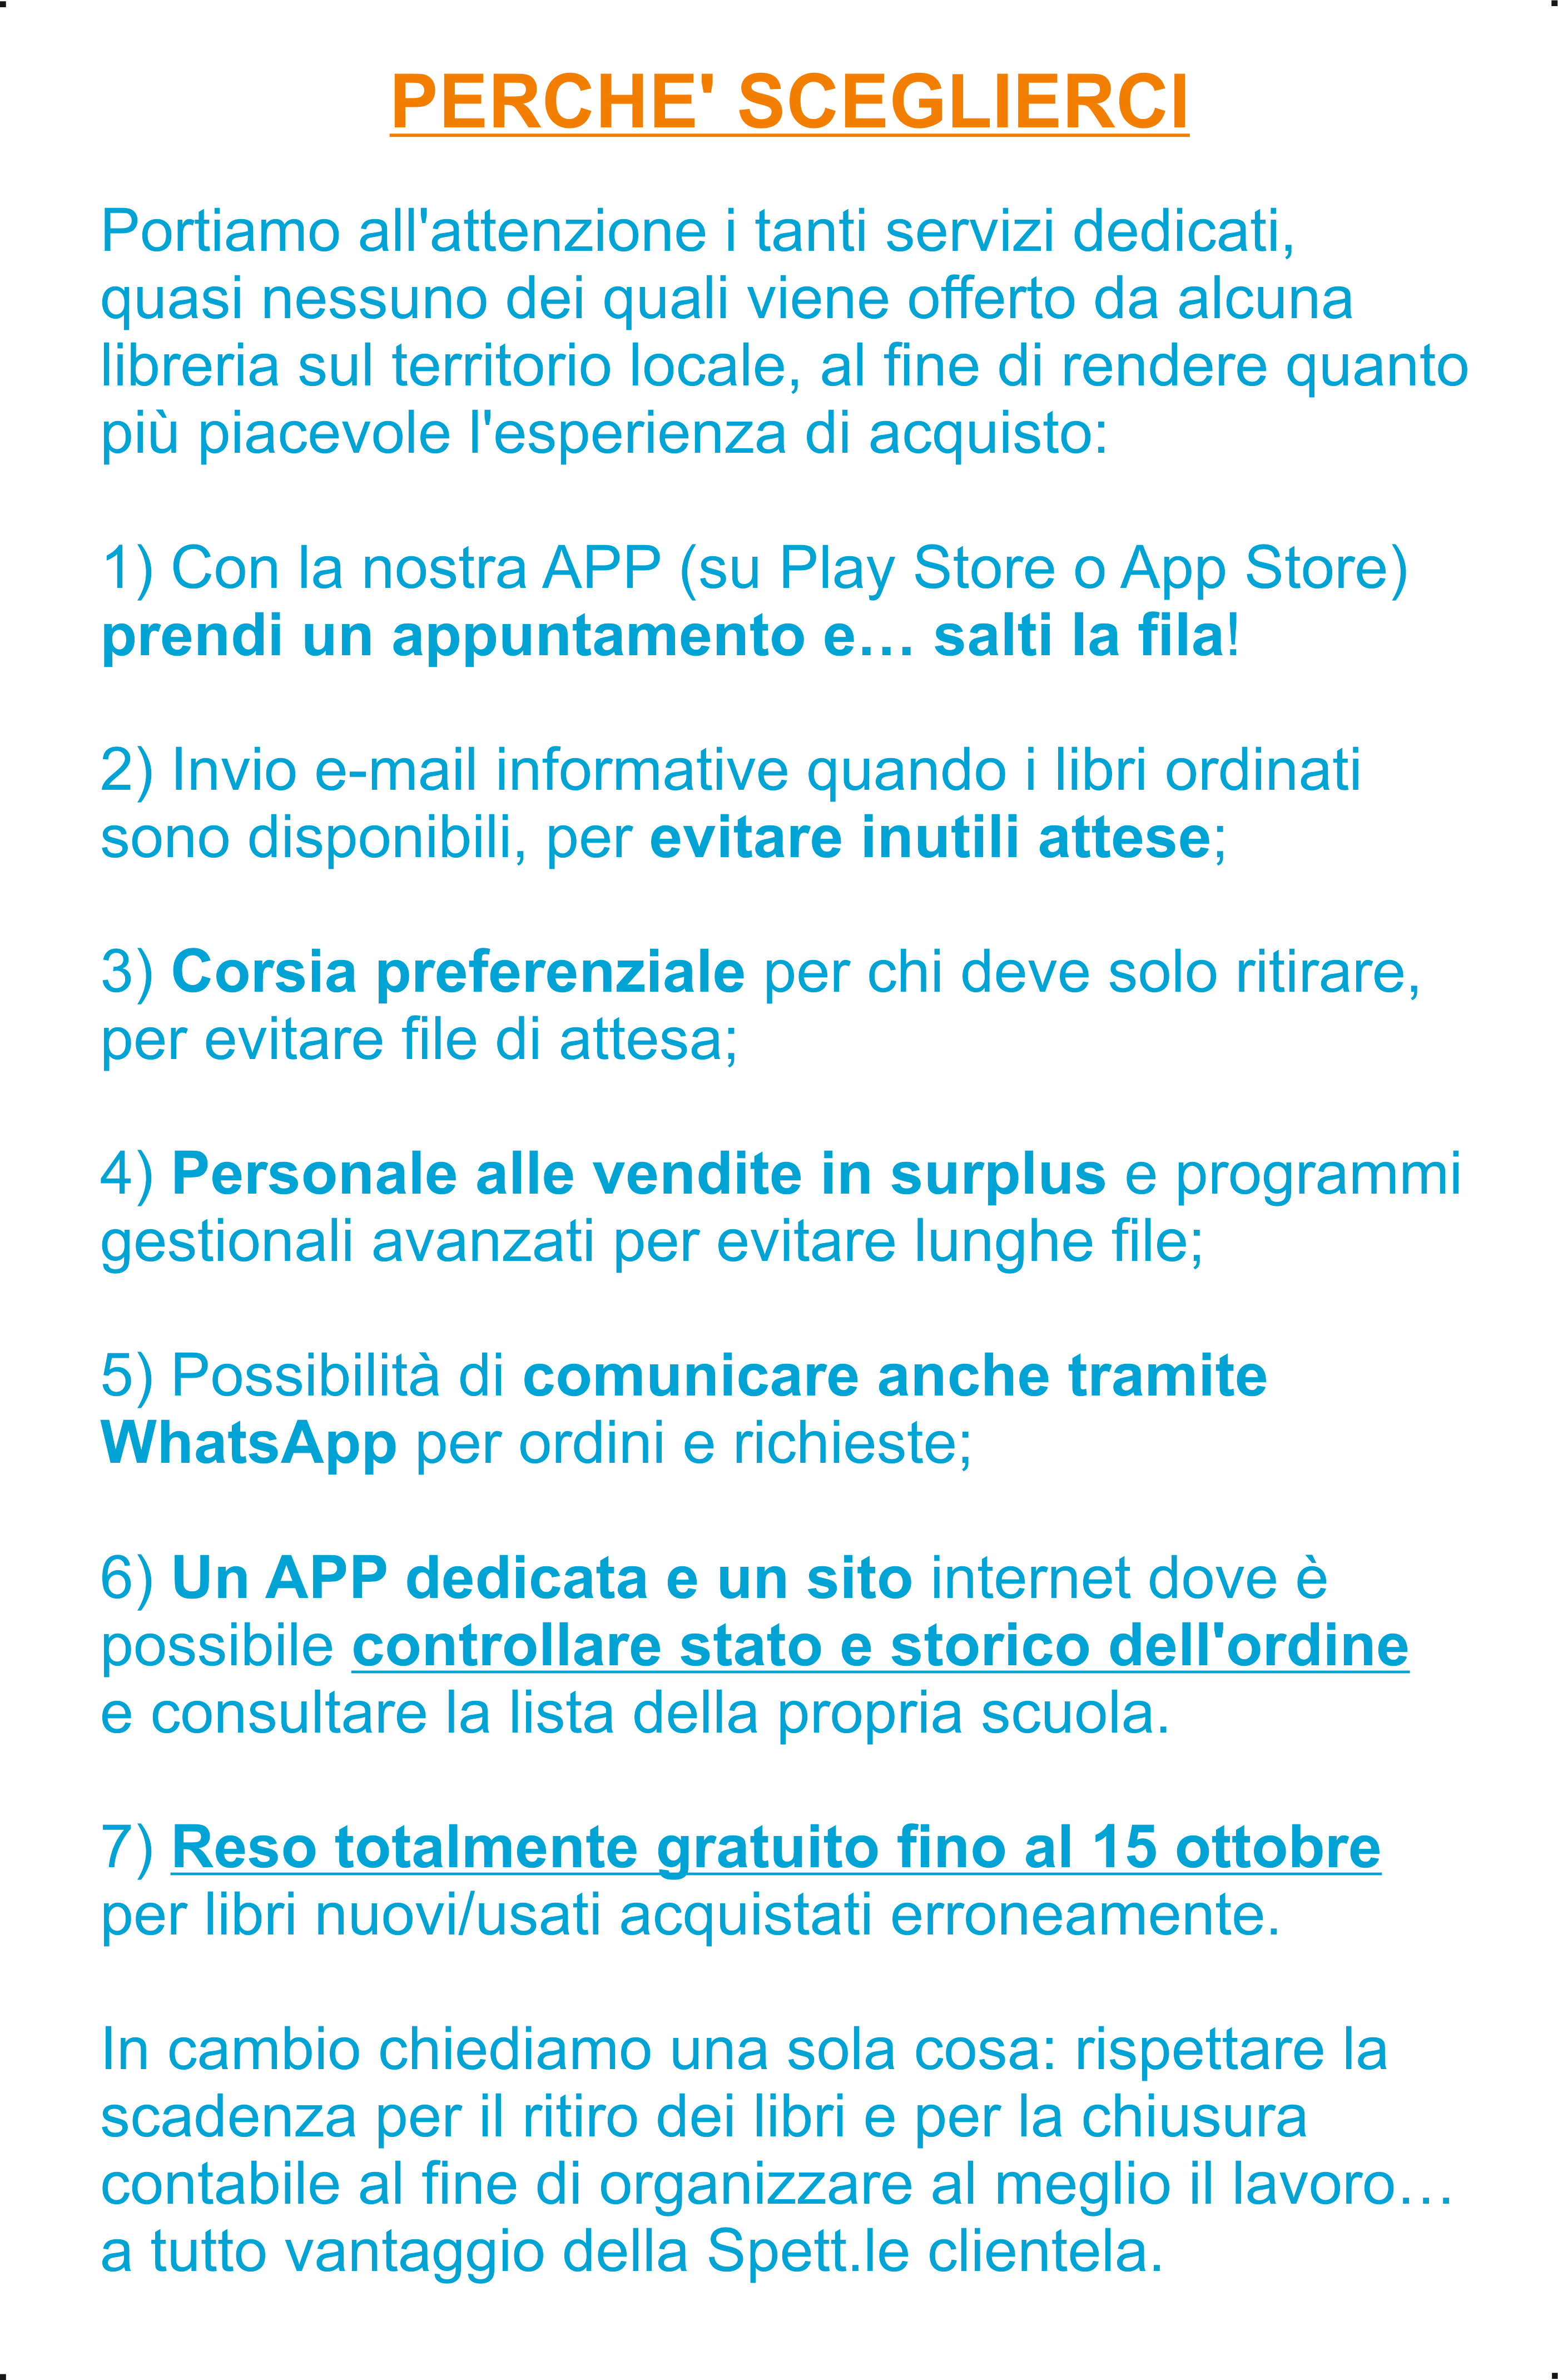 PERCHE' SCEGLIERCI
Portiamo all'attenzione i tanti servizi dedicati,
quasi nessuno dei quali viene offerto da alcuna
libreria sul territorio locale, al fine di rendere quanto
più piacevole l'esperienza di acquisto:
1) Con la nostra APP (su Play Store o App Store)
prendi un appuntamento e… salti la fila!
2) Invio e-mail informative quando i libri ordinati
sono disponibili, per evitare inutili attese;
3) Corsia preferenziale per chi deve solo ritirare,
per evitare file di attesa;
4) Personale alle vendite in surplus e programmi
gestionali avanzati per evitare lunghe file;
5) Possibilità di comunicare anche tramite
WhatsApp per ordini e richieste;
6) Un APP dedicata e un sito internet dove è
possibile controllare stato e storico dell'ordine
e consultare la lista della propria scuola.
7) Reso totalmente gratuito fino al 15 ottobre
per libri nuovi/usati acquistati erroneamente.
In cambio chiediamo una sola cosa: rispettare la
scadenza per il ritiro dei libri e per la chiusura
contabile al fine di organizzare al meglio il lavoro…
a tutto vantaggio della Spett.le clientela.